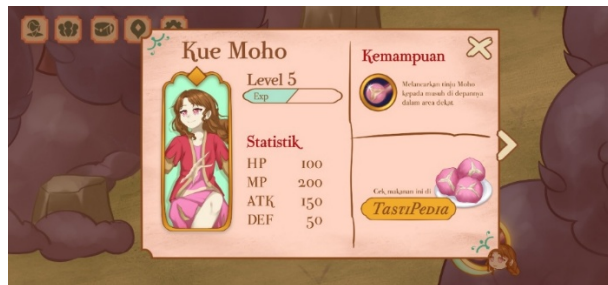 Kue Moho
Level 5
Exp
Statistik
HP 100
MP 200
ATK 150
DEF 50
Kemampuan
Melancarkan tinju Moho
kepada musuh di depannya
dalam area dekat
Cek makanan ini di
TastiPedia